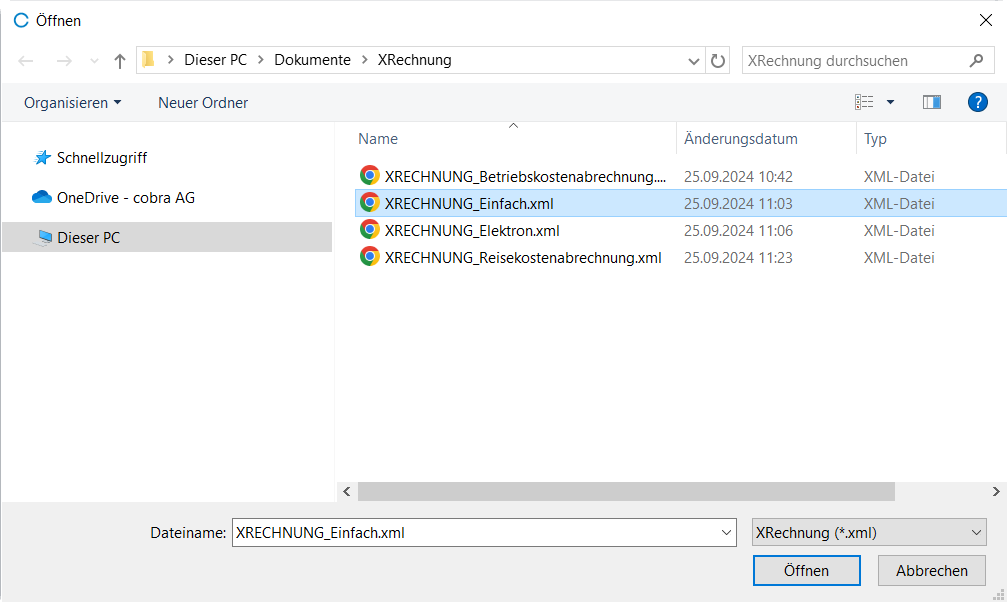 Öffnen
Dieser PC > Dokumente > XRechnung
XRechnung durchsuchen
Organisieren
Neuer Ordner
?
Schnellzugriff
OneDrive - cobra AG
Dieser PC
Name Änderungsdatum Typ
XRECHNUNG_Betriebskostenabrechnung.... 25.09.2024 10:42 XML-Datei
XRECHNUNG_Einfach.xml 25.09.2024 11:03 XML-Datei
XRECHNUNG_Elektron.xml 25.09.2024 11:06 XML-Datei
XRECHNUNG_Reisekostenabrechnung.xml 25.09.2024 11:23 XML-Datei
Dateiname: XRECHNUNG_Einfach.xml XRechnung (*.xml)
Öffnen Abbrechen